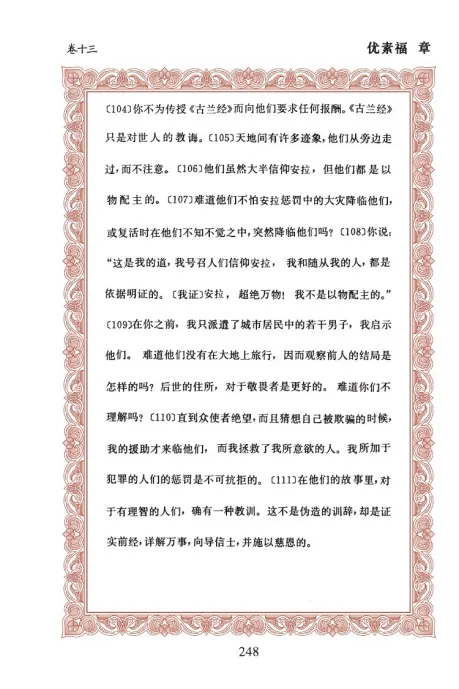 卷十三
优素福 章
〔104〕你不为传授《古兰经》而向他们要求任何报酬。《古兰经》
只是对世人的教诲。〔105〕天地间有许多迹象,他们从旁边走
过,而不注意。〔106〕他们虽然大半信仰安拉，但他们都是以
物配主的。〔107〕难道他们不怕安拉惩罚中的大灾降临他们,
或复活时在他们不知不觉之中,突然降临他们吗?〔108〕你说:
“这是我的道，我号召人们信仰安拉， 我和随从我的人,都是
依据明证的。〔我证〕安拉， 超绝万物! 我不是以物配主的。”
〔109〕在你之前，我只派遣了城市居民中的若干男子，我启示
他们。 难道他们没有在大地上旅行，因而观察前人的结局是
怎样的吗? 后世的住所，对于敬畏者是更好的。 难道你们不
理解吗?〔110〕直到众使者绝望,而且猜想自己被欺骗的时候,
我的援助才来临他们， 而我拯救了我所意欲的人。我所加于
犯罪的人们的惩罚是不可抗拒的。〔111〕在他们的故事里,对
于有理智的人们，确有一种教训。这不是伪造的训辞,却是证
实前经,详解万事,向导信士,并施以慈恩的。
248